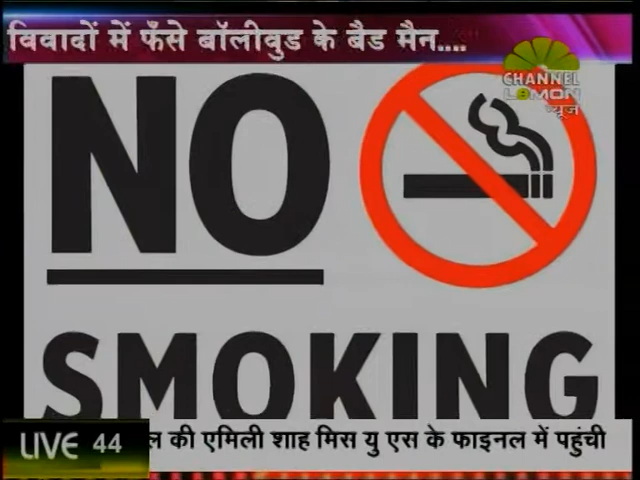 विवादों में फँसे बॉलीवुड के बैड मैन....
CHANNEL
LEMON
न्यूज
NO
SMOKING
LIVE 44
ल की एमिली शाह मिस यु एस के फाइनल में पहुंची